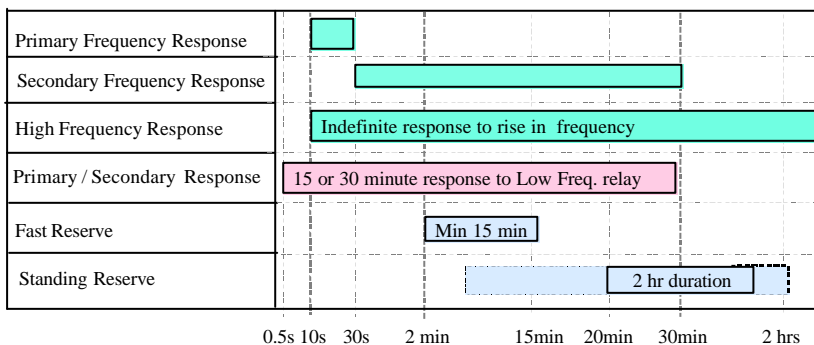 Primary Frequency Response
Secondary Frequency Response
High Frequency Response
Indefinite response to rise in frequency
Primary / Secondary Response
15 or 30 minute response to Low Freq. relay
Fast Reserve
Min 15 min
Standing Reserve
2 hr duration
0.5s 10s 30s 2 min 15min 20min 30min 2 hrs